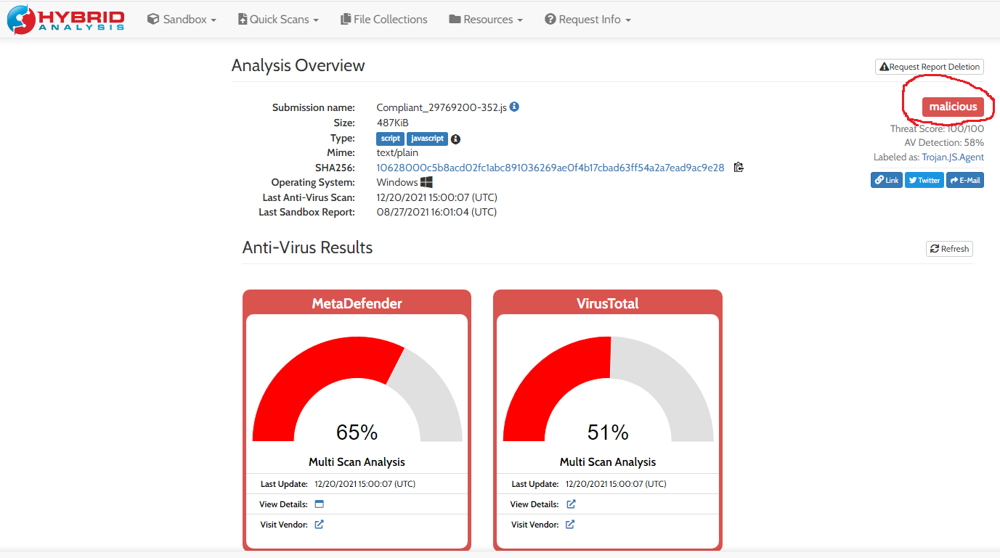 HYBRID
ANALYSIS
Sandbox
Quick Scans
File Collections
Resources
Request Info
Analysis Overview
Request Report Deletion
malicious
Threat Score: 100/100
AV Detection: 58%
Labeled as: Trojan.JS.Agent
Link
Twitter
E-Mail
Submission name: Compliant_29769200-352.js
Size: 487KiB
Type: script javascript
Mime: text/plain
SHA256: 10628000c5b8acd02fc1abc891036269ae0f4b17cbad63ff54a2a7ead9ac9e28
Operating System: Windows
Last Anti-Virus Scan: 12/20/2021 15:00:07 (UTC)
Last Sandbox Report: 08/27/2021 16:01:04 (UTC)
Anti-Virus Results
Refresh
MetaDefender
65%
Multi Scan Analysis
Last Update: 12/20/2021 15:00:07 (UTC)
View Details:
Visit Vendor:
VirusTotal
51%
Multi Scan Analysis
Last Update: 12/20/2021 15:00:07 (UTC)
View Details:
Visit Vendor: